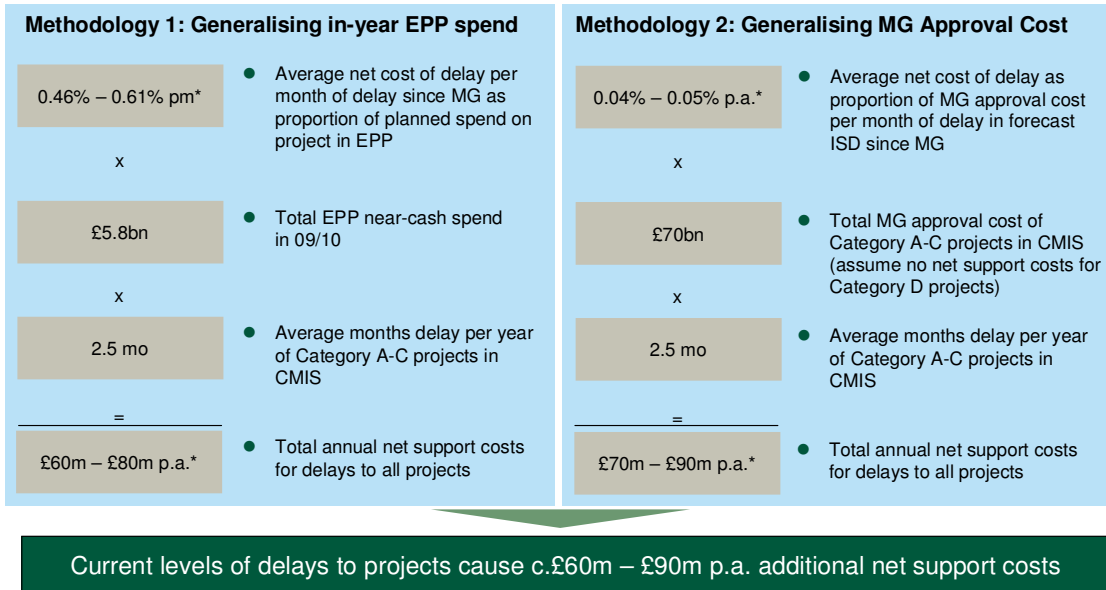 Methodology 1: Generalising in-year EPP spend
0.46% – 0.61% pm*
● Average net cost of delay per
month of delay since MG as
proportion of planned spend on
project in EPP
x
£5.8bn
● Total EPP near-cash spend
in 09/10
x
2.5 mo
● Average months delay per year
of Category A-C projects in
CMIS
=
£60m – £80m p.a.*
● Total annual net support costs
for delays to all projects
Methodology 2: Generalising MG Approval Cost
0.04% – 0.05% p.a.*
● Average net cost of delay as
proportion of MG approval cost
per month of delay in forecast
ISD since MG
x
£70bn
● Total MG approval cost of
Category A-C projects in CMIS
(assume no net support costs for
Category D projects)
x
2.5 mo
● Average months delay per year
of Category A-C projects in
CMIS
=
£70m – £90m p.a.*
● Total annual net support costs
for delays to all projects
Current levels of delays to projects cause c.£60m – £90m p.a. additional net support costs